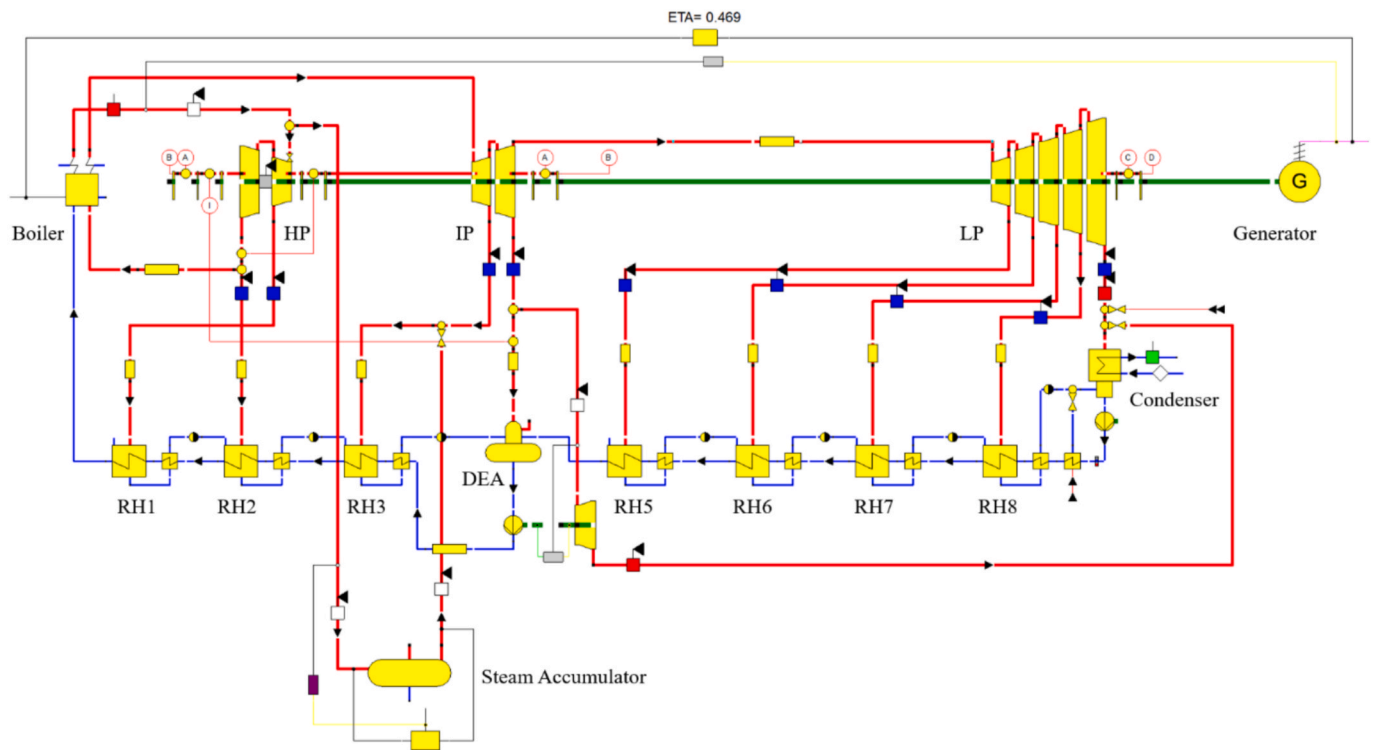 ETA= 0.469
B A A B C D
I
G
Boiler HP IP LP Generator
Condenser
DEA
RH1 RH2 RH3 RH5 RH6 RH7 RH8
Steam Accumulator